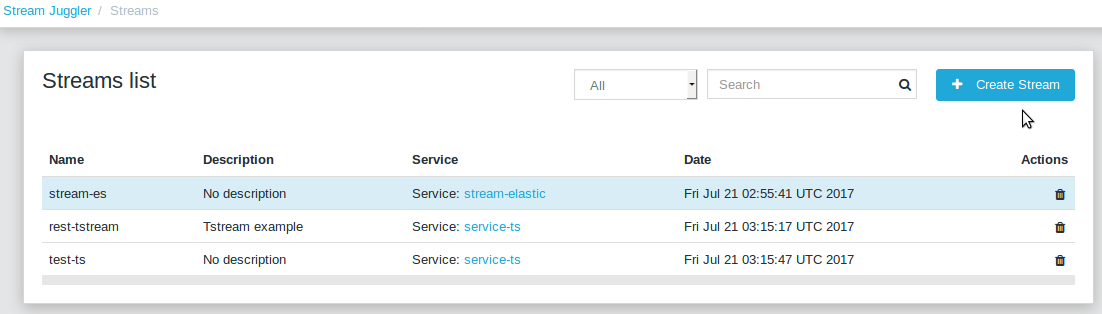 Stream Juggler / Streams
Streams list
All
Search
Create Stream
Name Description Service Date Actions
stream-es No description Service: stream-elastic Fri Jul 21 02:55:41 UTC 2017
rest-tstream Tstream example Service: service-ts Fri Jul 21 03:15:17 UTC 2017
test-ts No description Service: service-ts Fri Jul 21 03:15:47 UTC 2017